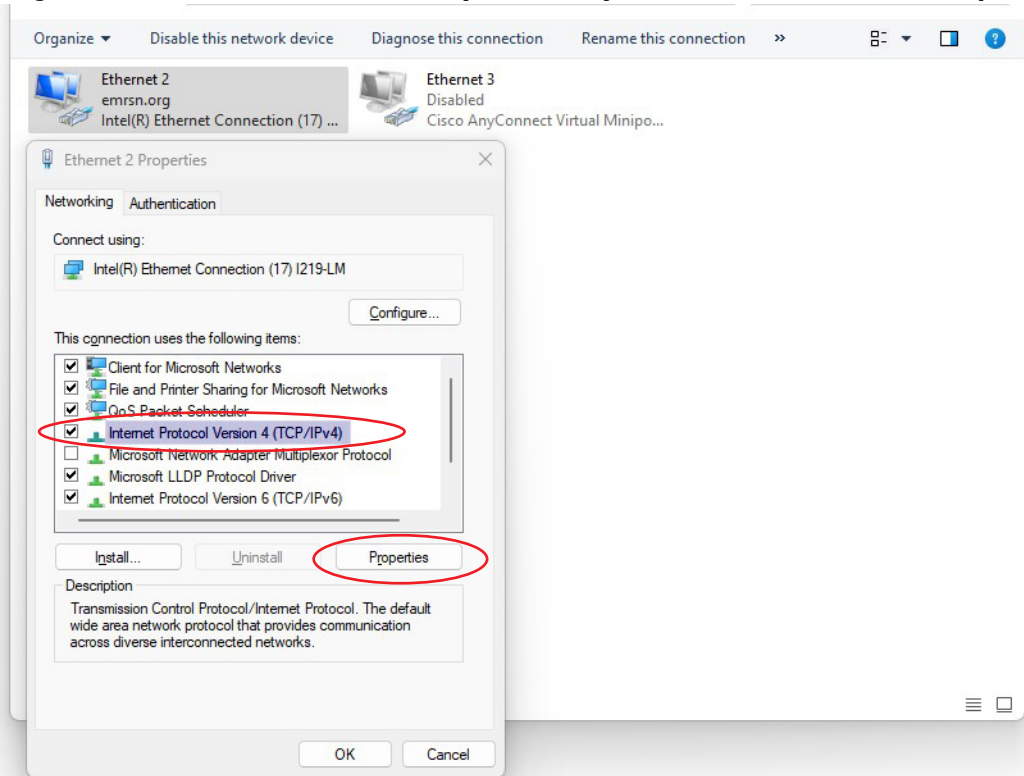 Organize Disable this network device Diagnose this connection Rename this connection »
Ethernet 2
emrsn.org
Intel(R) Ethernet Connection (17) ...
Ethernet 3
Disabled
Cisco AnyConnect Virtual Minipo...
Ethernet 2 Properties
Networking Authentication
Connect using:
Intel(R) Ethernet Connection (17) I219-LM
Configure...
This connection uses the following items:
Client for Microsoft Networks
File and Printer Sharing for Microsoft Networks
QoS Packet Scheduler
Internet Protocol Version 4 (TCP/IPv4)
Microsoft Network Adapter Multiplexor Protocol
Microsoft LLDP Protocol Driver
Internet Protocol Version 6 (TCP/IPv6)
Install... Uninstall Properties
Description
Transmission Control Protocol/Internet Protocol. The default
wide area network protocol that provides communication
across diverse interconnected networks.
OK Cancel